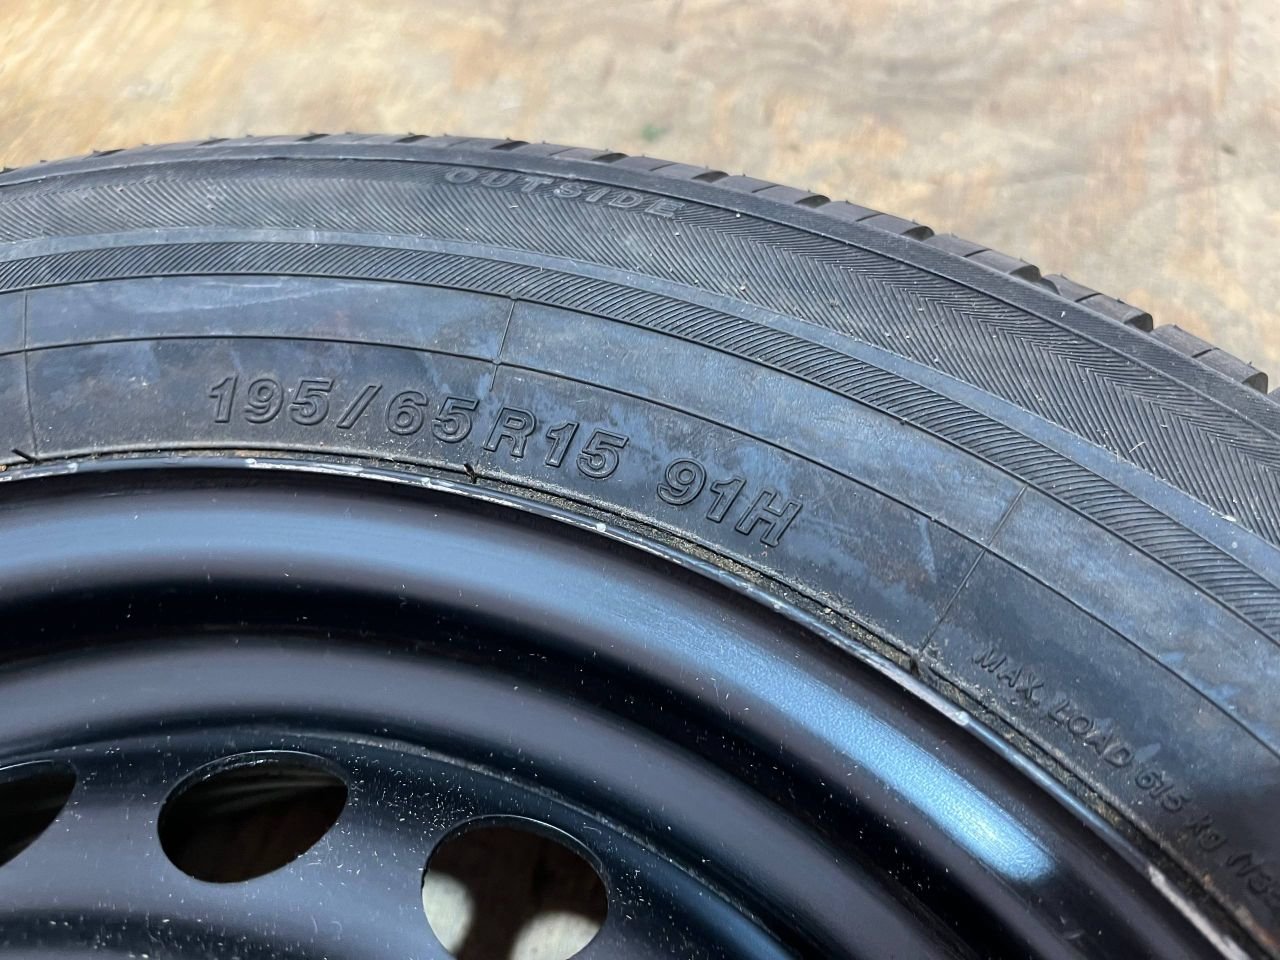 OUTSIDE
195/65R15 91H
MAX. LOAD 615 kg